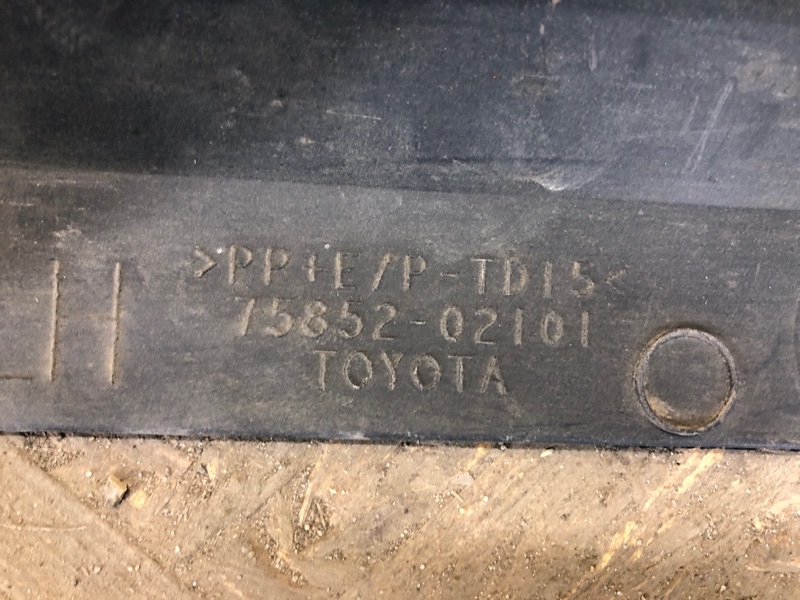 >PP+E/P-TD15<
75852-02101
TOYOTA
H